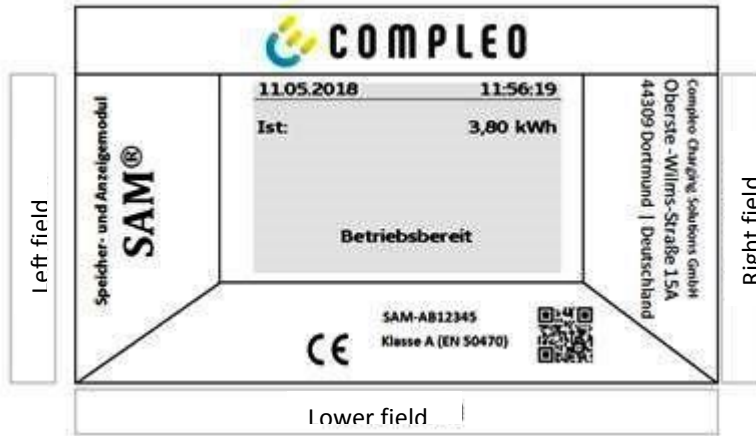 COMPLEO
Left field
Speicher- und Anzeigemodul
SAM®
11.05.2018 11:56:19
Ist: 3,80 kWh
Betriebsbereit
Compleo Charging Solutions GmbH
Oberste -Wilms-Straße 15A
44309 Dortmund | Deutschland
Right field
CE
SAM-AB12345
Klasse A (EN 50470)
Lower field